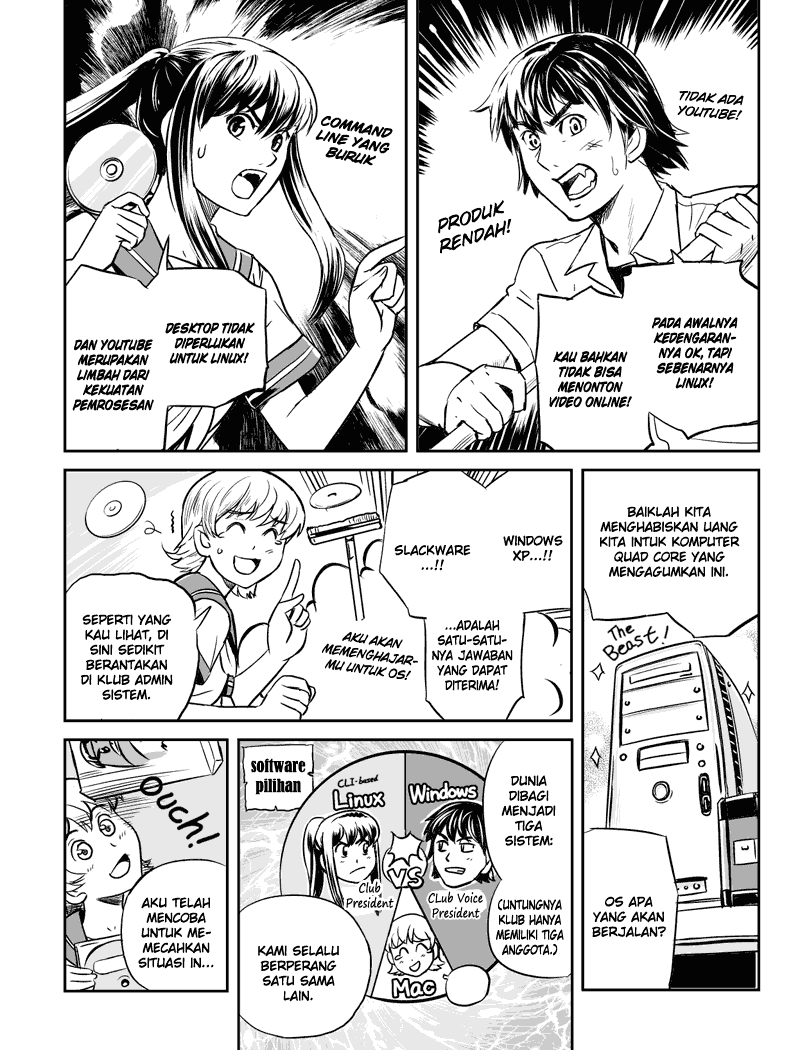 TIDAK ADA
YOUTUBE!
PRODUK
RENDAH!
PADA AWALNYA
KEDENGARAN-
NYA OK, TAPI
SEBENARNYA
LINUX!
KAU BAHKAN
TIDAK BISA
MENONTON
VIDEO ONLINE!
COMMAND
LINE YANG
BURUK
DESKTOP TIDAK
DIPERLUKAN
UNTUK LINUX!
DAN YOUTUBE
MERUPAKAN
LIMBAH DARI
KEKUATAN
PEMROSESAN
BAIKLAH KITA
MENGHABISKAN UANG
KITA INTUK KOMPUTER
QUAD CORE YANG
MENGAGUMKAN INI.
The
Beast!
OS APA
YANG AKAN
BERJALAN?
WINDOWS
XP...!!
SLACKWARE
...!!
...ADALAH
SATU-SATU-
NYA JAWABAN
YANG DAPAT
DITERIMA!
AKU AKAN
MEMENGHAJAR-
MU UNTUK OS!
SEPERTI YANG
KAU LIHAT, DI
SINI SEDIKIT
BERANTAKAN
DI KLUB ADMIN
SISTEM.
DUNIA
DIBAGI
MENJADI
TIGA
SISTEM:
(UNTUNGNYA
KLUB HANYA
MEMILIKI TIGA
ANGGOTA.)
software
pilihan
CLI-based
Linux
Windows
VS
Club
President
CLub Voice
President
Mac
KAMI SELALU
BERPERANG
SATU SAMA
LAIN.
Ouch!
AKU TELAH
MENCOBA
UNTUK ME-
MECAHKAN
SITUASI IN...